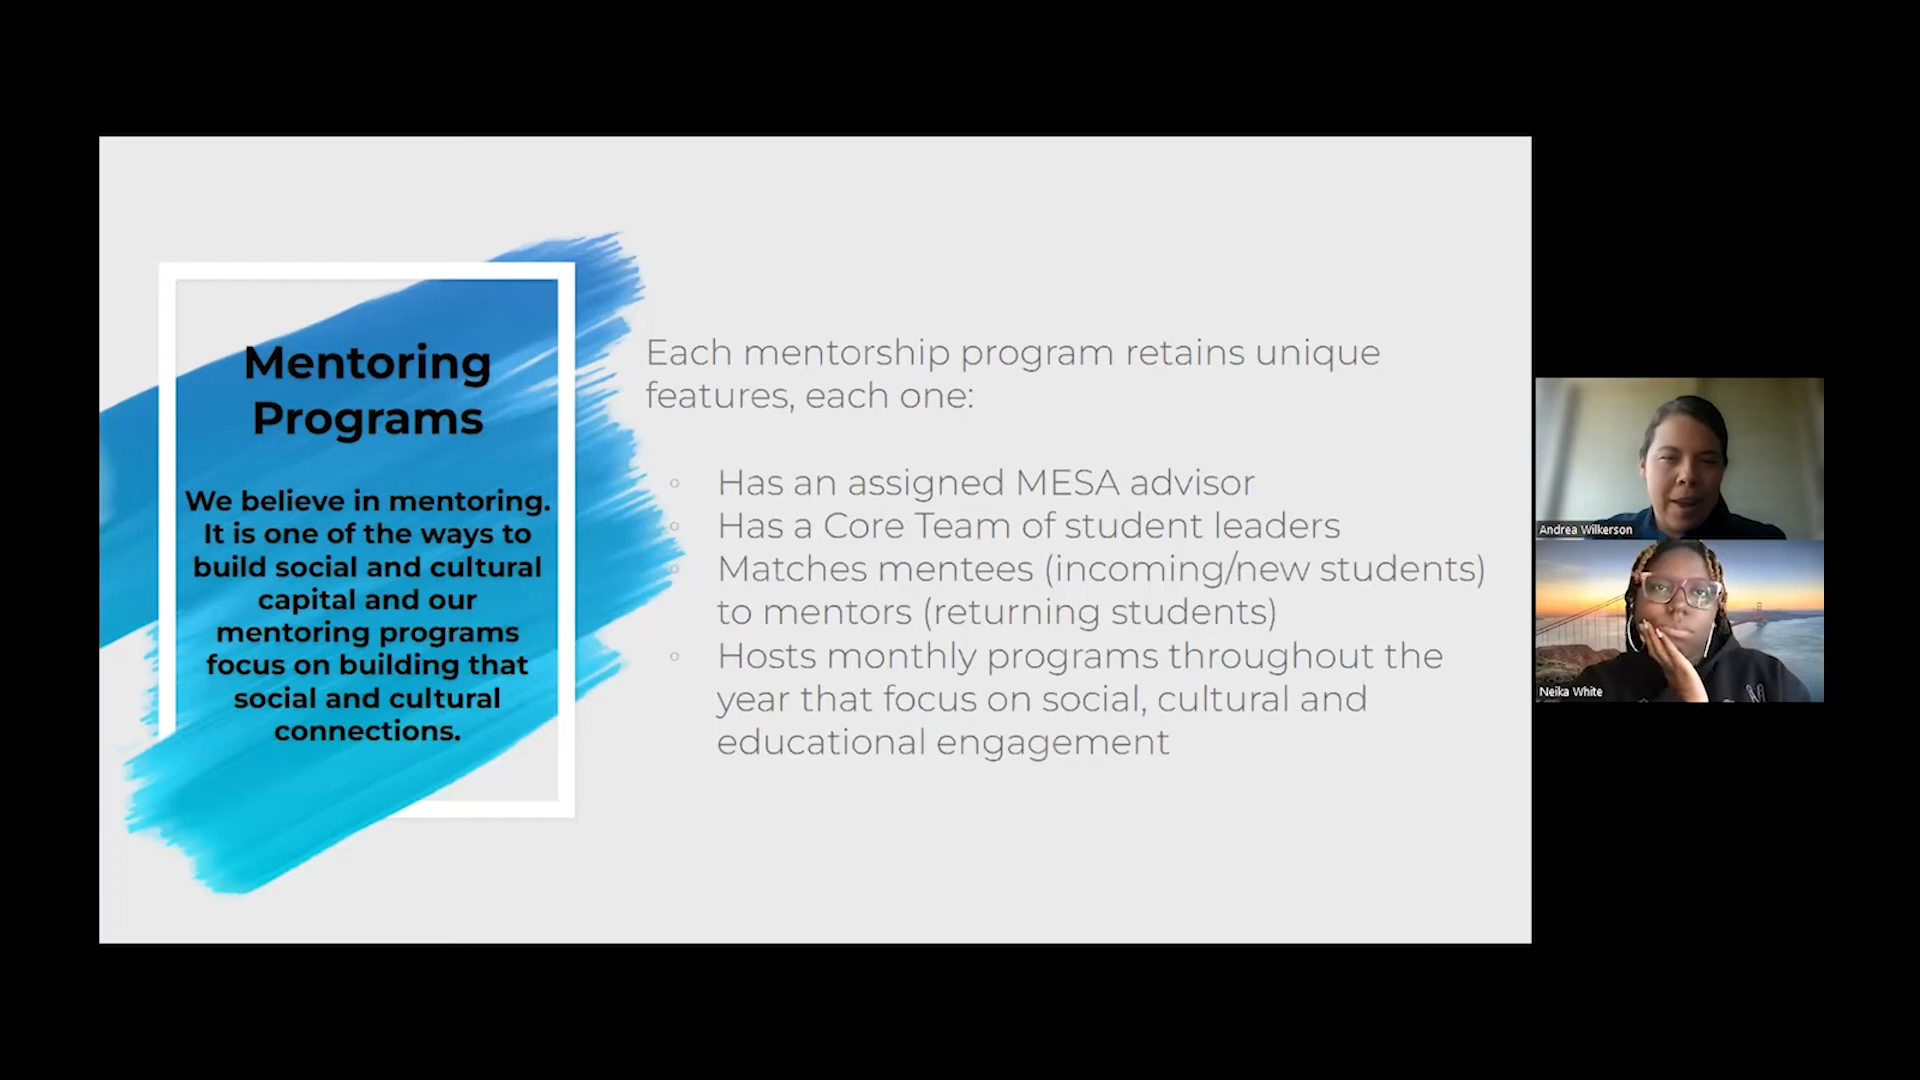 Mentoring
Programs
We believe in mentoring.
It is one of the ways to
build social and cultural
capital and our
mentoring programs
focus on building that
social and cultural
connections.
Each mentorship program retains unique
features, each one:
Has an assigned MESA advisor
Has a Core Team of student leaders
Matches mentees (incoming/new students)
to mentors (returning students)
Hosts monthly programs throughout the
year that focus on social, cultural and
educational engagement
Andrea Wilkerson
Neika White